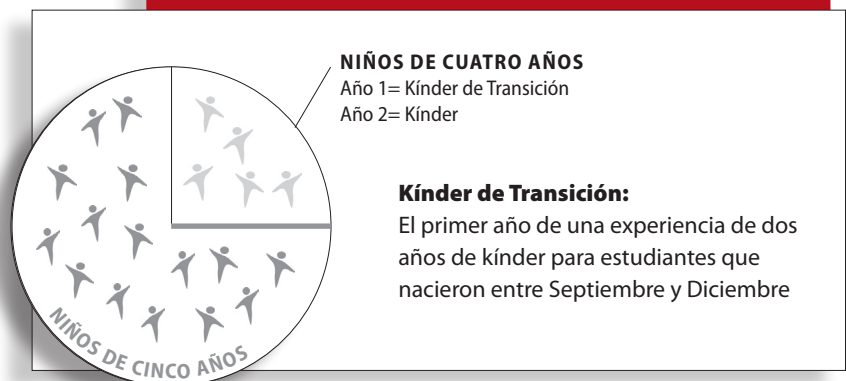 NIÑOS DE CUATRO AÑOS
Año 1= Kínder de Transición
Año 2= Kínder
Kínder de Transición:
El primer año de una experiencia de dos
años de kínder para estudiantes que
nacieron entre Septiembre y Diciembre
NIÑOS DE CINCO AÑOS